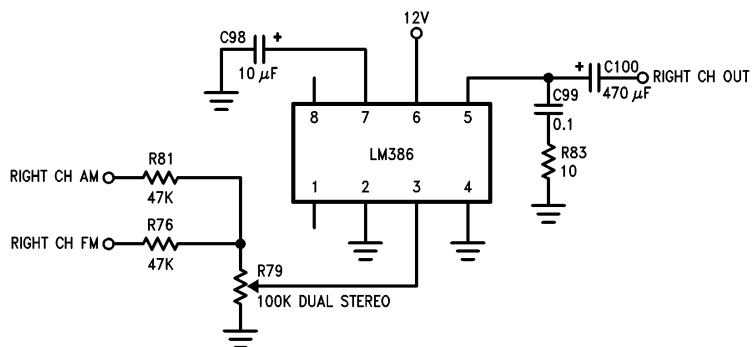 12V
C98
+
10 μF
+
C100
470 μF
RIGHT CH OUT
C99
0.1
8 7 6 5
LM386
1 2 3 4
R83
10
R81
RIGHT CH AM
47K
R76
RIGHT CH FM
47K
R79
100K DUAL STEREO